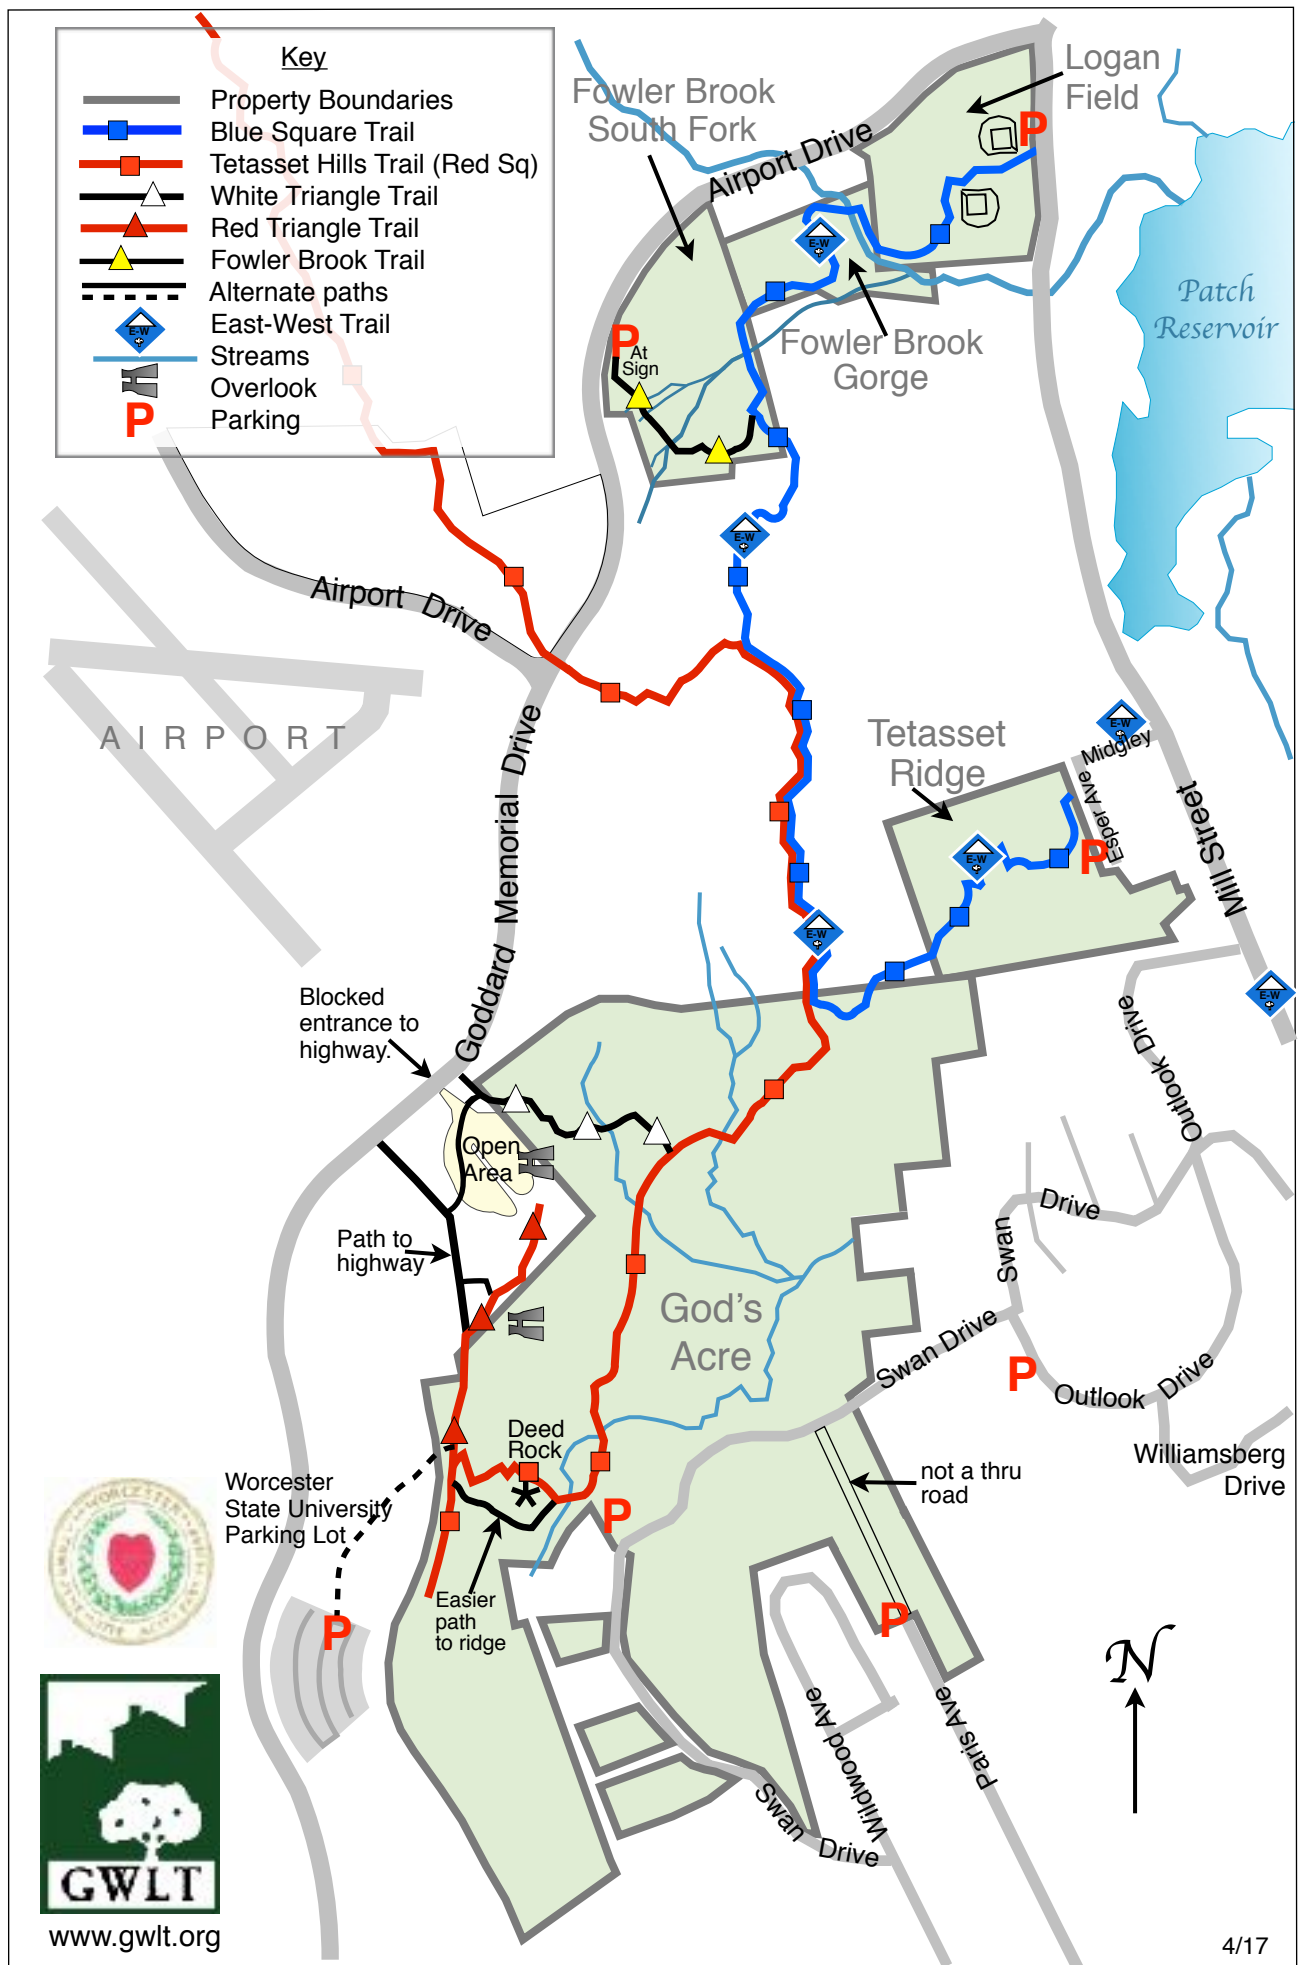 Key
Property Boundaries
Blue Square Trail
Tetasset Hills Trail (Red Sq)
White Triangle Trail
Red Triangle Trail
Fowler Brook Trail
Alternate paths
East-West Trail
E-W
Streams
Overlook
P
Parking
Fowler Brook
South Fork
Logan
Field
P
Airport Drive
E-W
Patch
Reservoir
P
At
Sign
Fowler Brook
Gorge
E-W
Airport Drive
AIRPORT
Goddard Memorial Drive
Tetasset
Ridge
E-W
Midgley
Esper Ave
P
E-W
Mill Street
E-W
E-W
Blocked
entrance to
highway.
Outlook Drive
Open
Area
Path to
highway
Drive
Swan
God's
Acre
Swan Drive
P
Outlook Drive
Deed
Rock
Williamsberg
Drive
not a thru
road
Worcester
State University
Parking Lot
P
Easier
path
to ridge
P
P
N
Wildwood Ave
Paris Ave
Swan Drive
GWLT
www.gwlt.org
4/17